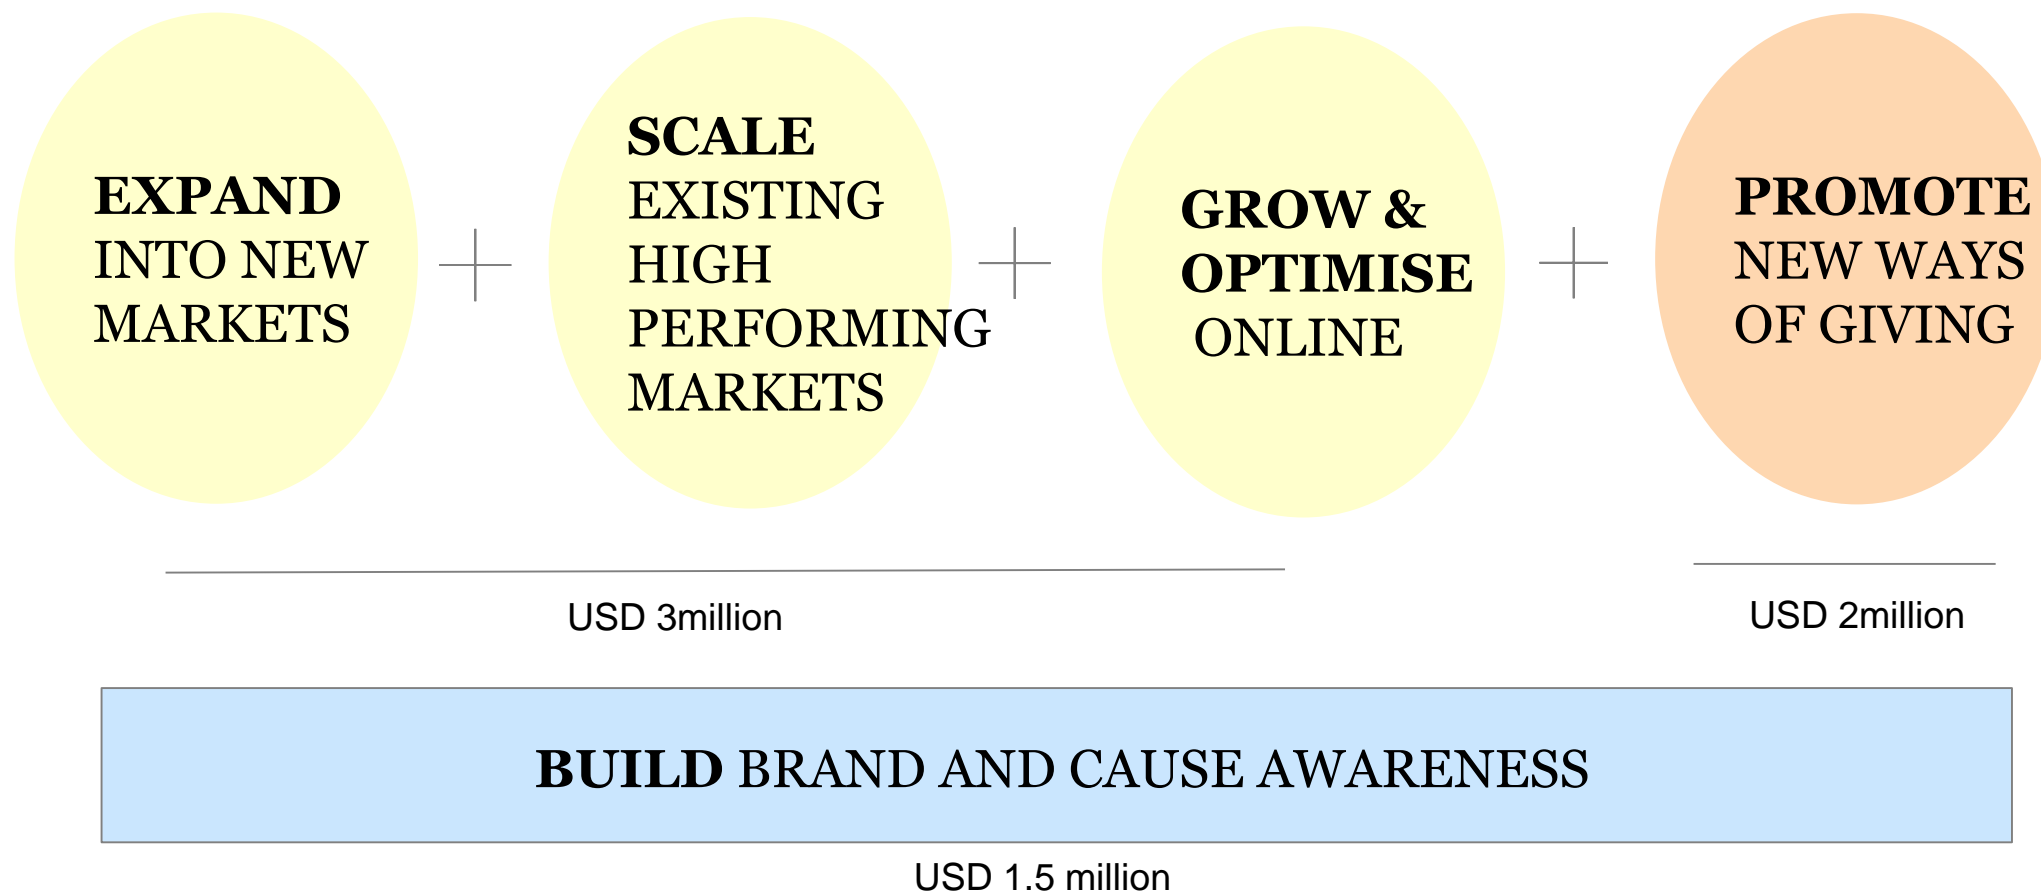 EXPAND
INTO NEW
MARKETS
SCALE
EXISTING
HIGH
PERFORMING
MARKETS
GROW &
OPTIMISE
ONLINE
PROMOTE
NEW WAYS
OF GIVING
USD 3million
USD 2million
BUILD BRAND AND CAUSE AWARENESS
USD 1.5 million